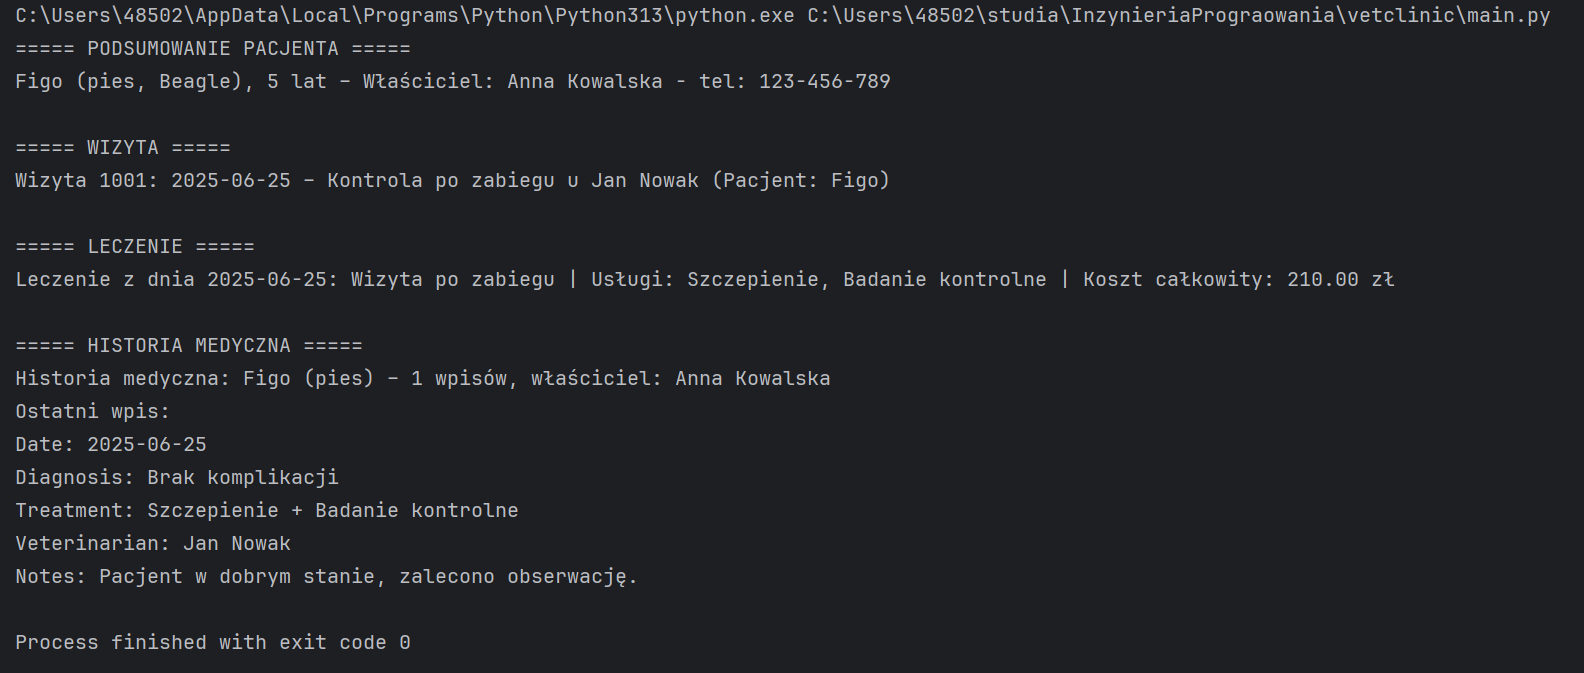 C:\Users\48502\AppData\Local\Programs\Python\Python313\python.exe C:\Users\48502\studia\InzynieriaPrograowania\vetclinic\main.py
===== PODSUMOWANIE PACJENTA =====
Figo (pies, Beagle), 5 lat – Właściciel: Anna Kowalska - tel: 123-456-789
===== WIZYTA =====
Wizyta 1001: 2025-06-25 – Kontrola po zabiegu u Jan Nowak (Pacjent: Figo)
===== LECZENIE =====
Leczenie z dnia 2025-06-25: Wizyta po zabiegu | Usługi: Szczepienie, Badanie kontrolne | Koszt całkowity: 210.00 zł
===== HISTORIA MEDYCZNA =====
Historia medyczna: Figo (pies) – 1 wpisów, właściciel: Anna Kowalska
Ostatni wpis:
Date: 2025-06-25
Diagnosis: Brak komplikacji
Treatment: Szczepienie + Badanie kontrolne
Veterinarian: Jan Nowak
Notes: Pacjent w dobrym stanie, zalecono obserwację.
Process finished with exit code 0